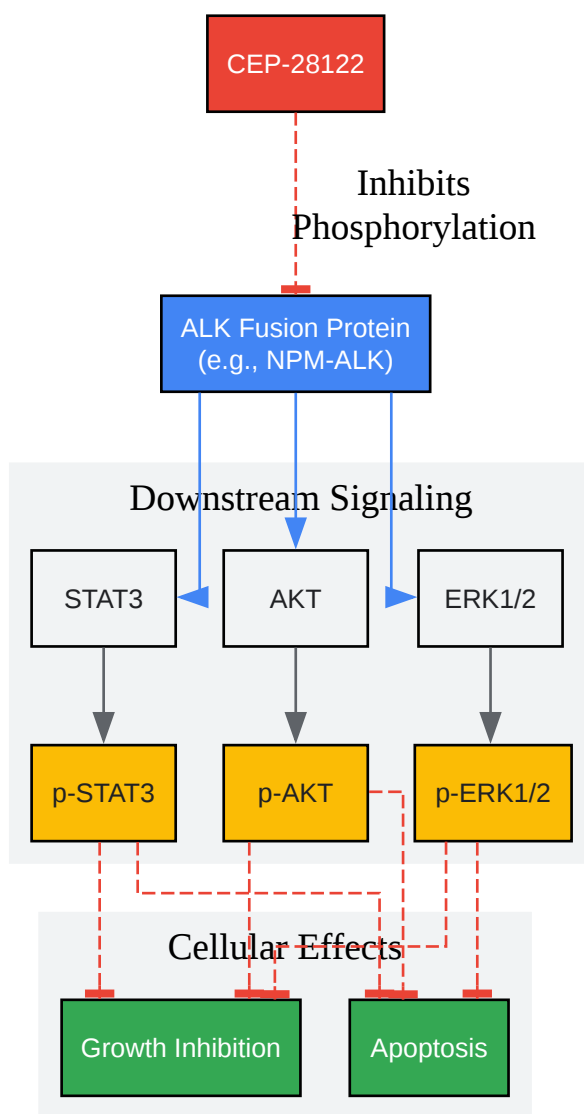 CEP-28122
Inhibits
Phosphorylation
ALK Fusion Protein
(e.g., NPM-ALK)
Downstream Signaling
STAT3
AKT
ERK1/2
p-STAT3
p-AKT
p-ERK1/2
Cellular Effects
Growth Inhibition
Apoptosis